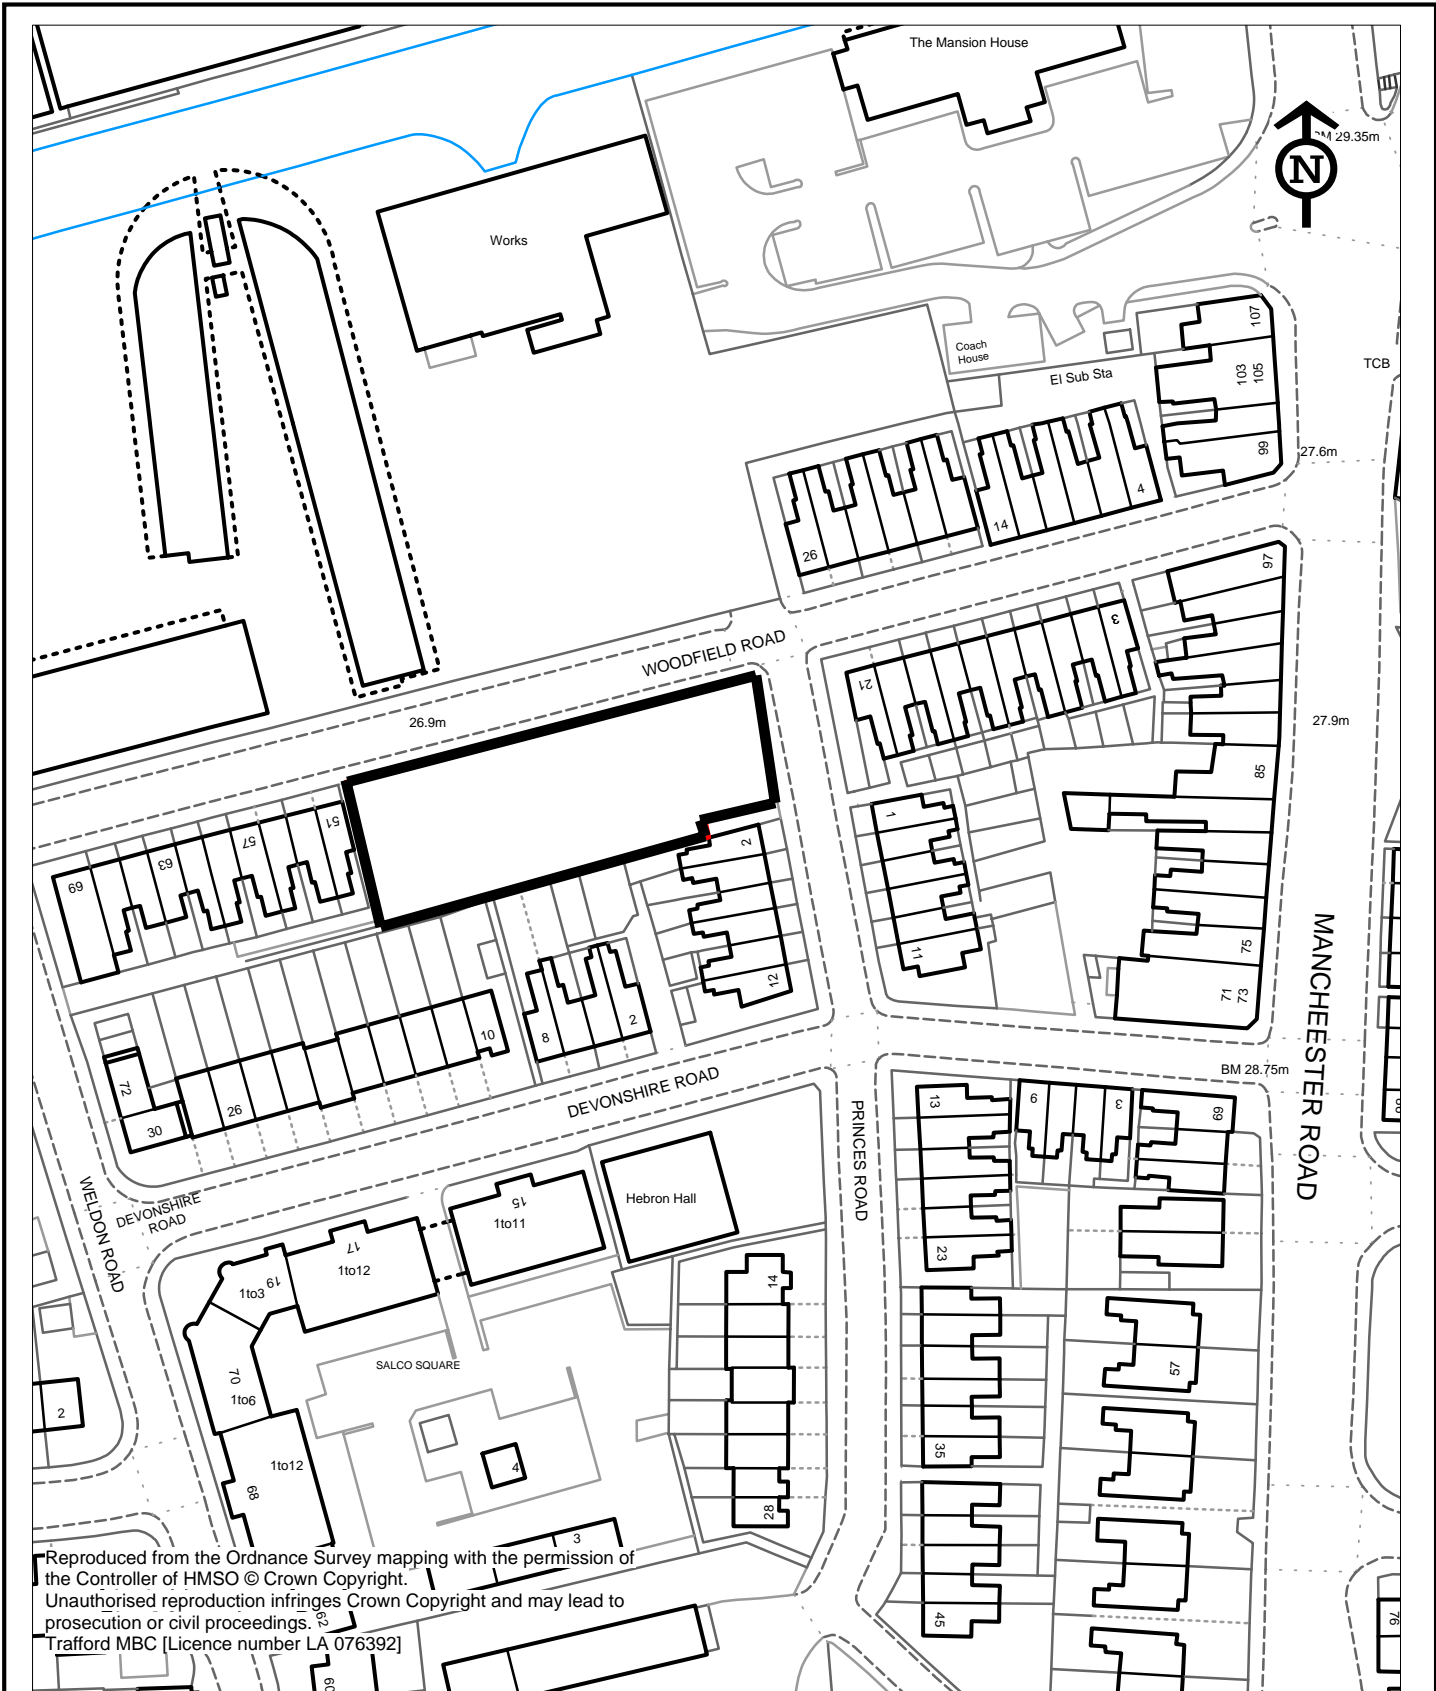 The Mansion House
BM 29.35m
N
Works
107
Coach
House
El Sub Sta
103
105
TCB
99
27.6m
4
14
26
97
3
WOODFIELD ROAD
21
26.9m
27.9m
85
51
57
63
69
1
2
11
75
12
71
73
MANCHEESTER ROAD
10
8
2
BM 28.75m
72
26
30
DEVONSHIRE ROAD
PRINCES ROAD
13
9
3
69
WELDON ROAD
DEVONSHIRE
ROAD
15
1to11
Hebron Hall
17
1to12
19
1to3
14
23
SALCO SQUARE
70
1to6
57
2
1to12
68
4
35
28
3
Reproduced from the Ordnance Survey mapping with the permission of
the Controller of HMSO © Crown Copyright.
Unauthorised reproduction infringes Crown Copyright and may lead to
prosecution or civil proceedings.
Trafford MBC [Licence number LA 076392]
62
60
45
76